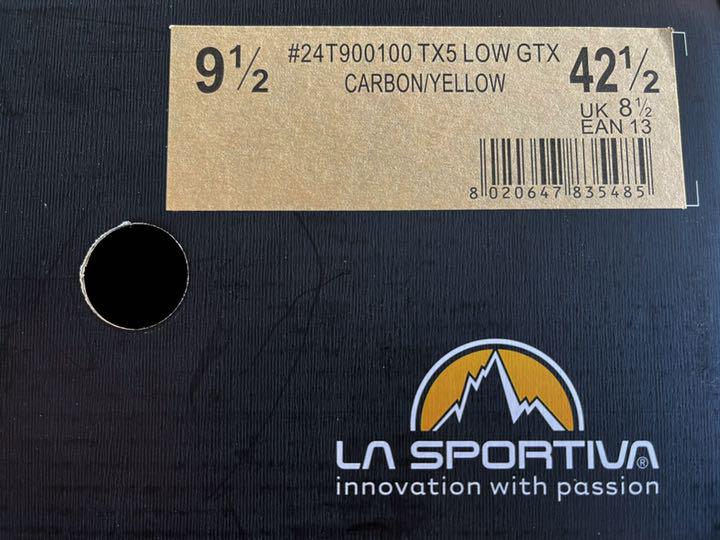 9½ #24T900100 TX5 LOW GTX 42½
CARBON/YELLOW
UK 8½
EAN 13
8 020647 835485
LA SPORTIVA®
innovation with passion